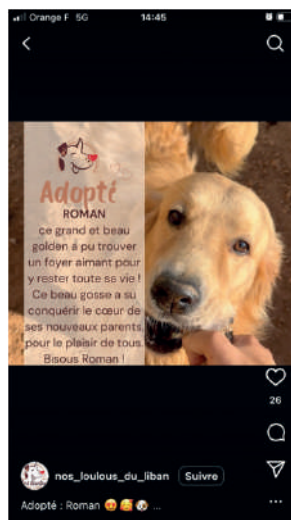 Orange F 5G 14:45
Adopté
ROMAN
ce grand et beau
golden à pu trouver
un foyer aimant pour
y rester toute sa vie !
Ce beau gosse a su
conquérir le cœur de
ses nouveaux parents,
pour le plaisir de tous.
Bisous Roman !
26
nos_loulous_du_liban Suivre
Adopté : Roman 😍🥰🐶 ...